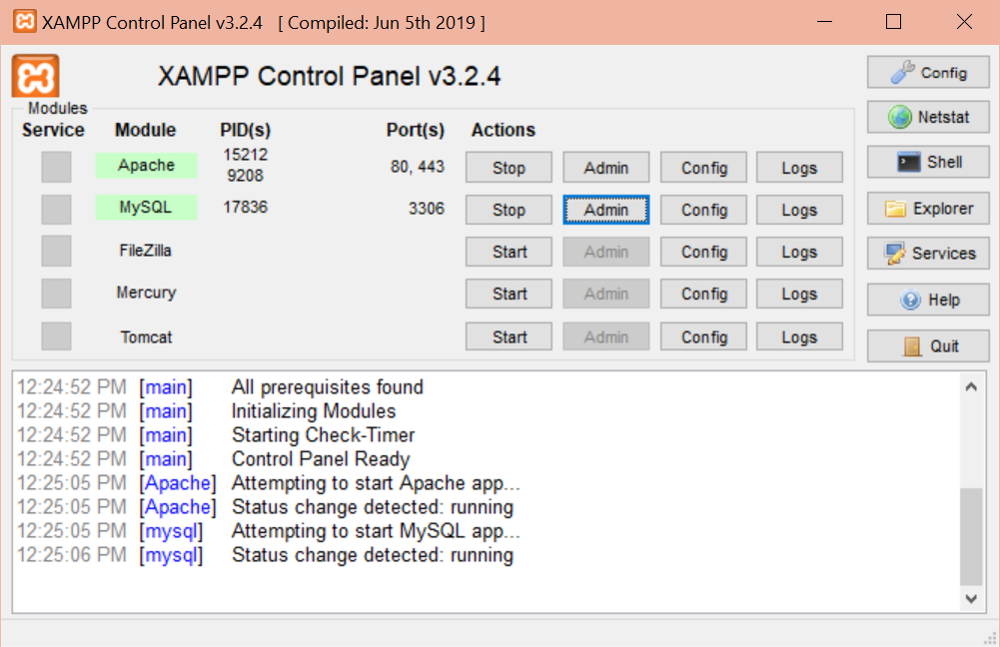 XAMPP Control Panel v3.2.4 [ Compiled: Jun 5th 2019 ]
XAMPP Control Panel v3.2.4
Modules
Service Module PID(s) Port(s) Actions
Apache 15212 9208 80, 443 Stop Admin Config Logs
MySQL 17836 3306 Stop Admin Config Logs
FileZilla Start Admin Config Logs
Mercury Start Admin Config Logs
Tomcat Start Admin Config Logs
Config
Netstat
Shell
Explorer
Services
Help
Quit
12:24:52 PM [main] All prerequisites found
12:24:52 PM [main] Initializing Modules
12:24:52 PM [main] Starting Check-Timer
12:24:52 PM [main] Control Panel Ready
12:25:05 PM [Apache] Attempting to start Apache app...
12:25:05 PM [Apache] Status change detected: running
12:25:05 PM [mysql] Attempting to start MySQL app...
12:25:06 PM [mysql] Status change detected: running